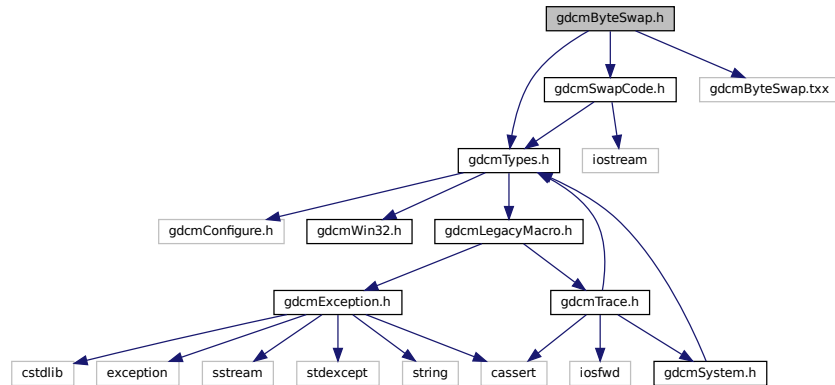 gdcmByteSwap.h
gdcmSwapCode.h
gdcmByteSwap.txx
gdcmTypes.h
iostream
gdcmConfigure.h
gdcmWin32.h
gdcmLegacyMacro.h
gdcmException.h
gdcmTrace.h
cstdlib
exception
sstream
stdexcept
string
cassert
iosfwd
gdcmSystem.h